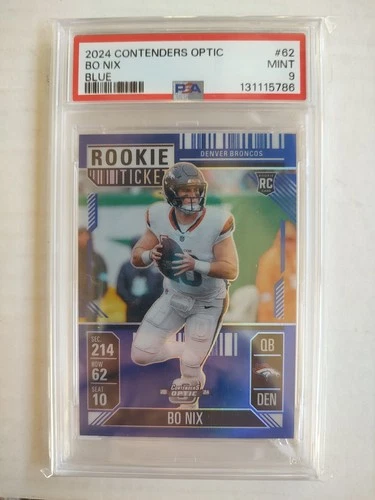 2024 CONTENDERS OPTIC #62
BO NIX MINT
BLUE 9
PSA 131115786
ROOKIE
TICKET
DENVER BRONCOS
RC
SEC.
214
ROW
62
SEAT
10
QB
DEN
Contenders
OPTIC
BO NIX